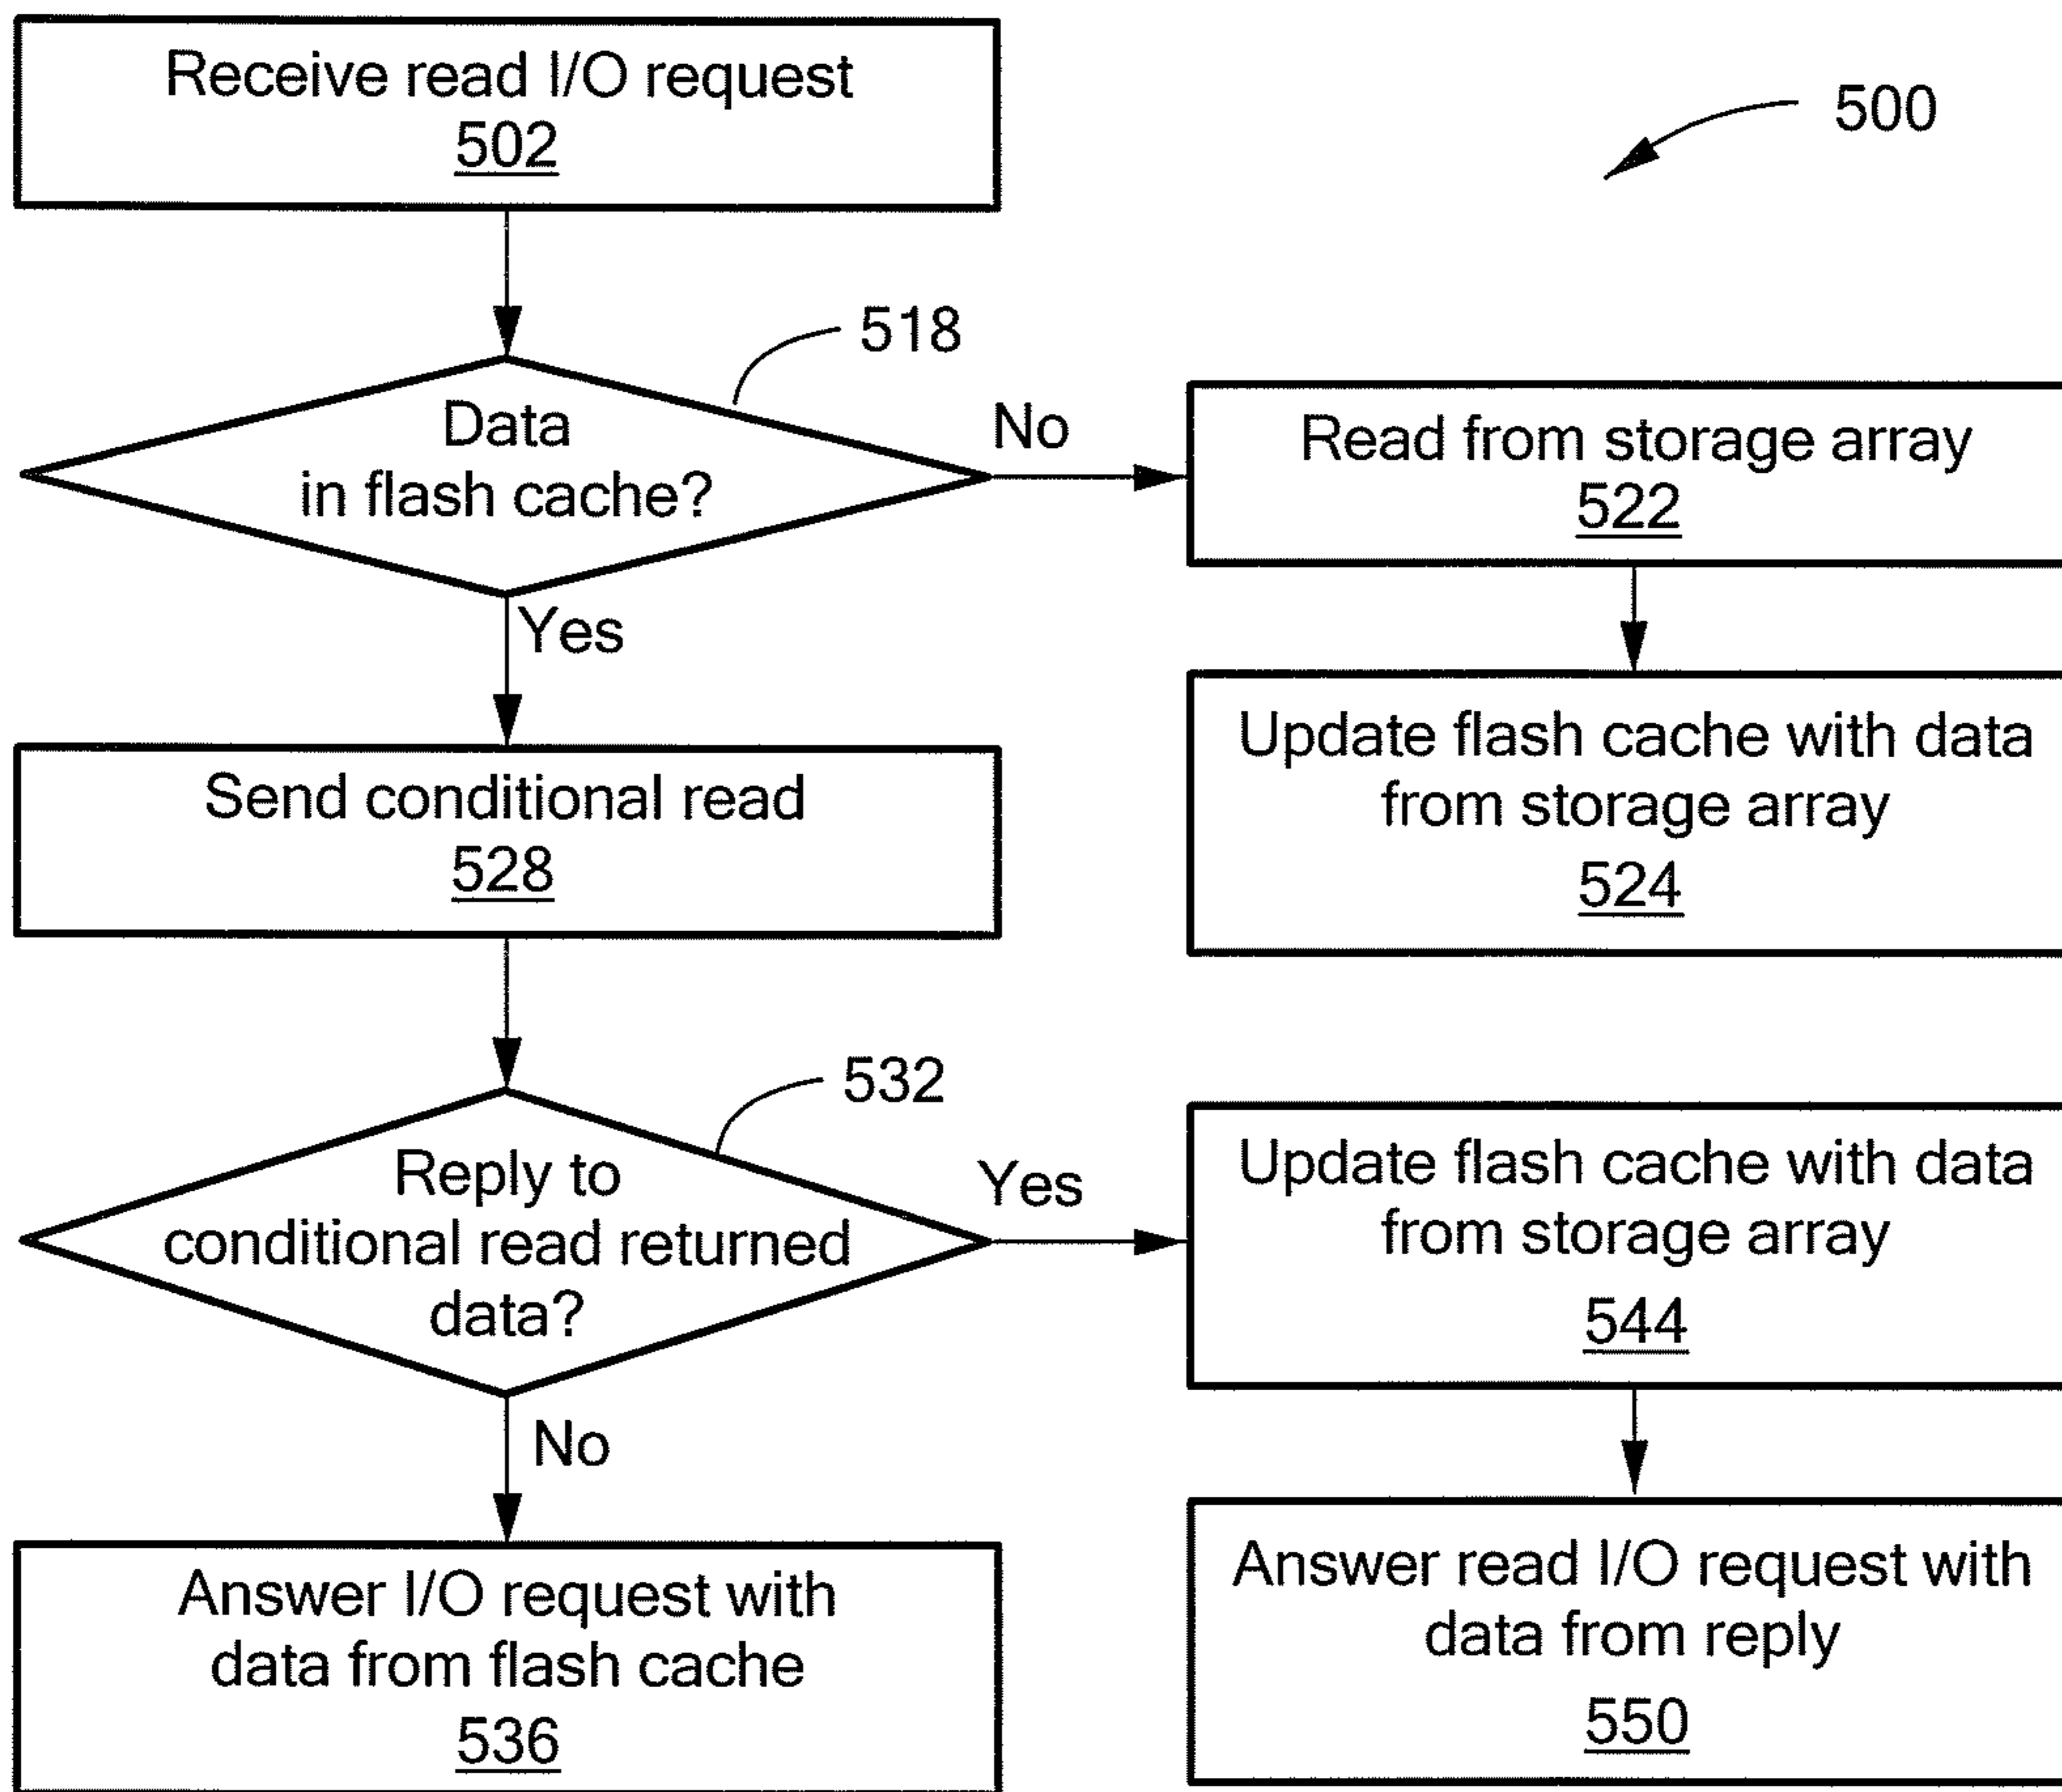 Receive read I/O request
502
500
518
Data
in flash cache?
No
Yes
Read from storage array
522
Update flash cache with data
from storage array
524
Send conditional read
528
532
Reply to
conditional read returned
data?
Yes
No
Update flash cache with data
from storage array
544
Answer I/O request with
data from flash cache
536
Answer read I/O request with
data from reply
550